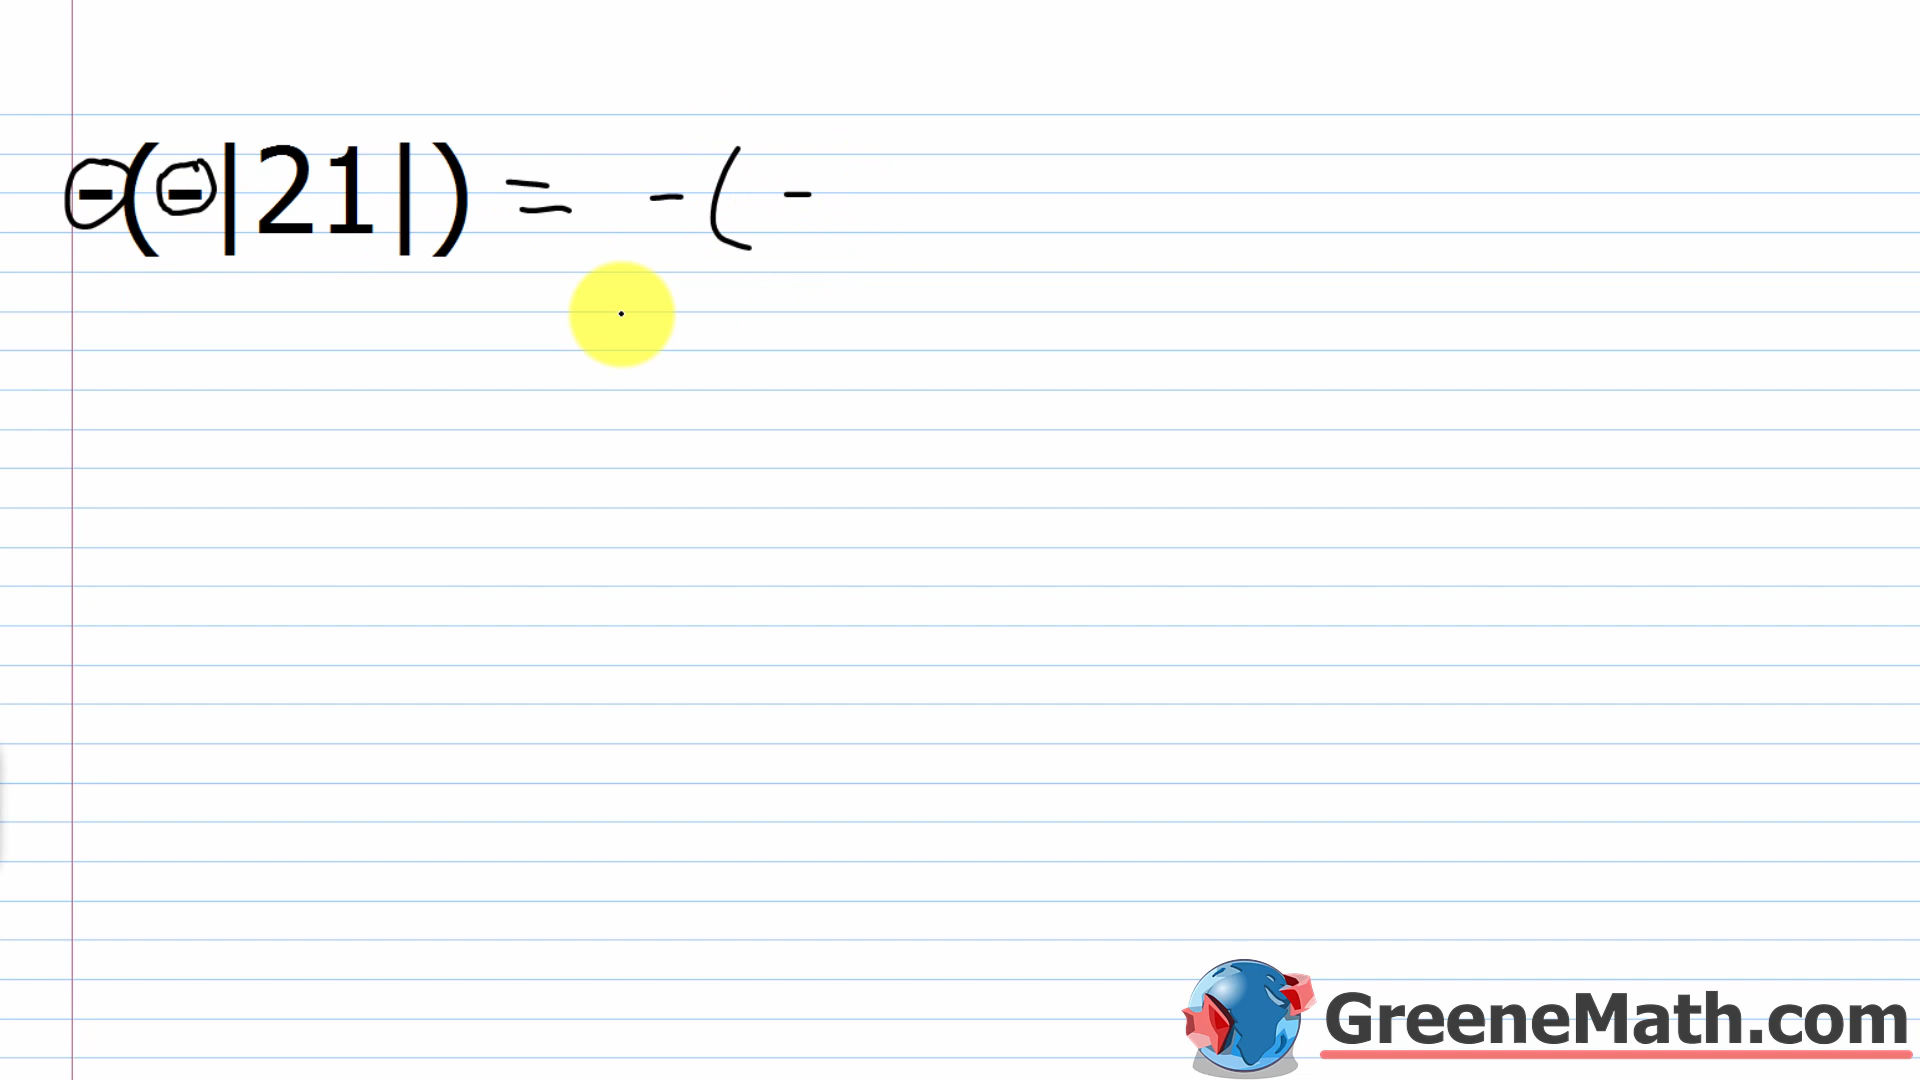 -(-|21|) = -( -
GreeneMath.com